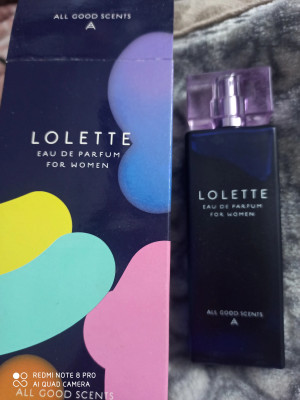 ALL GOOD SCENTS
LOLETTE
EAU DE PARFUM
FOR WOMEN
LOLETTE
EAU DE PARFUM
FOR WOMEN
ALL GOOD SCENTS
REDMI NOTE 8 PRO
AI QUAD CAMERA
ALL GOOD SCENTS